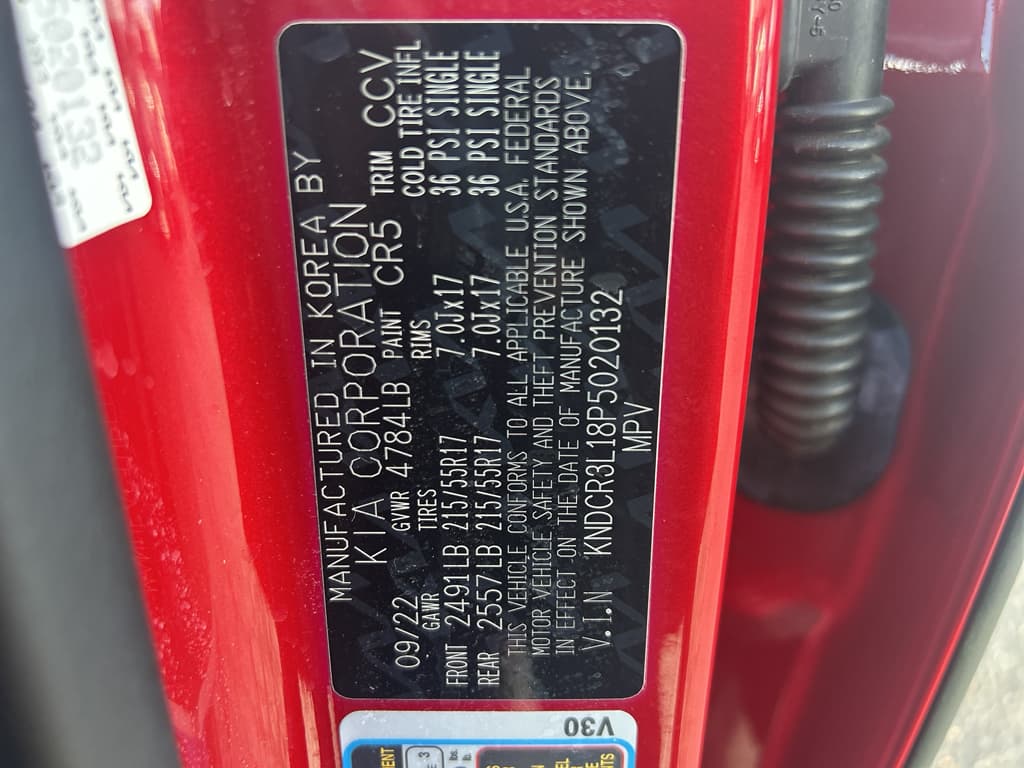 MANUFACTURED IN KOREA BY
KIA CORPORATION
09/22 GVWR 4784LB PAINT CR5 TRIM CCV
GAWR TIRES RIMS COLD TIRE INFL
FRONT 2491LB 215/55R17 7.0Jx17 36 PSI SINGLE
REAR 2557LB 215/55R17 7.0Jx17 36 PSI SINGLE
THIS VEHICLE CONFORMS TO ALL APPLICABLE U.S.A. FEDERAL
MOTOR VEHICLE SAFETY AND THEFT PREVENTION STANDARDS
IN EFFECT ON THE DATE OF MANUFACTURE SHOWN ABOVE.
V.I.N KNDCR3L18P5020132
MPV
V30
5020132